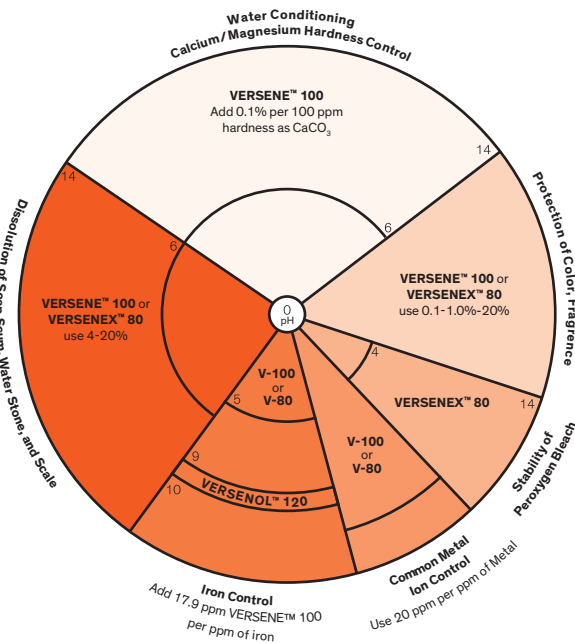 Water Conditioning
Calcium/Magnesium Hardness Control
VERSENE™ 100
Add 0.1% per 100 ppm
hardness as CaCO₃
14
6
Protection of Color, Fragrence
VERSENE™ 100 or
VERSENEX™ 80
use 0.1-1.0%-20%
4
VERSENEX™ 80
14
Stability of
Peroxygen Bleach
V-100
or
V-80
Common Metal
Ion Control
Use 20 ppm per ppm of Metal
V-100
or
V-80
5
9
VERSENOL™ 120
10
Iron Control
Add 17.9 ppm VERSENE™ 100
per ppm of iron
14
6
VERSENE™ 100 or
VERSENEX™ 80
use 4-20%
Dissolution of Soap Scum, Water Stone, and Scale
0
pH